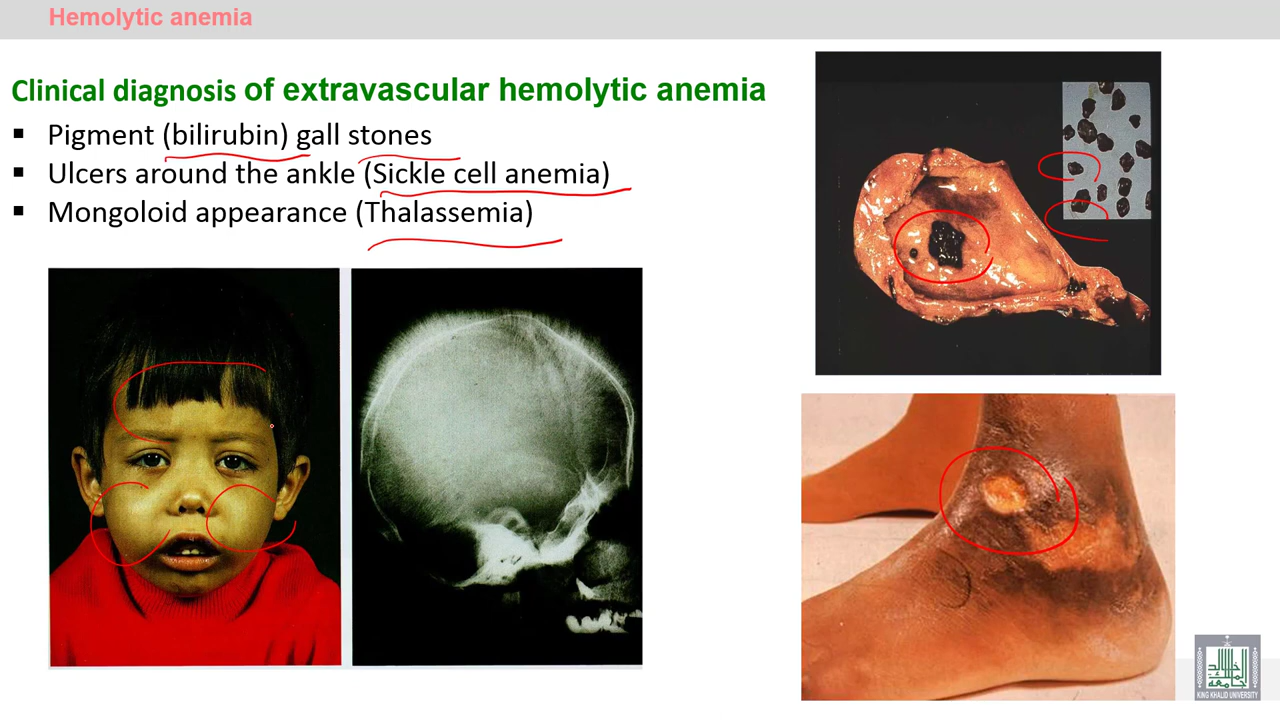 Hemolytic anemia
Clinical diagnosis of extravascular hemolytic anemia
▪ Pigment (bilirubin) gall stones
▪ Ulcers around the ankle (Sickle cell anemia)
▪ Mongoloid appearance (Thalassemia)
KING KHALID UNIVERSITY